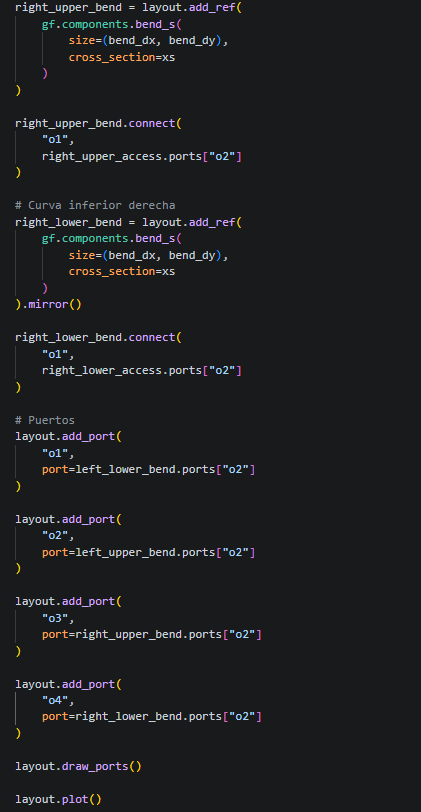 right_upper_bend = layout.add_ref(
    gf.components.bend_s(
        size=(bend_dx, bend_dy),
        cross_section=xs
    )
)

right_upper_bend.connect(
    "o1",
    right_upper_access.ports["o2"]
)

# Curva inferior derecha
right_lower_bend = layout.add_ref(
    gf.components.bend_s(
        size=(bend_dx, bend_dy),
        cross_section=xs
    )
).mirror()

right_lower_bend.connect(
    "o1",
    right_lower_access.ports["o2"]
)

# Puertos
layout.add_port(
    "o1",
    port=left_lower_bend.ports["o2"]
)

layout.add_port(
    "o2",
    port=left_upper_bend.ports["o2"]
)

layout.add_port(
    "o3",
    port=right_upper_bend.ports["o2"]
)

layout.add_port(
    "o4",
    port=right_lower_bend.ports["o2"]
)

layout.draw_ports()

layout.plot()